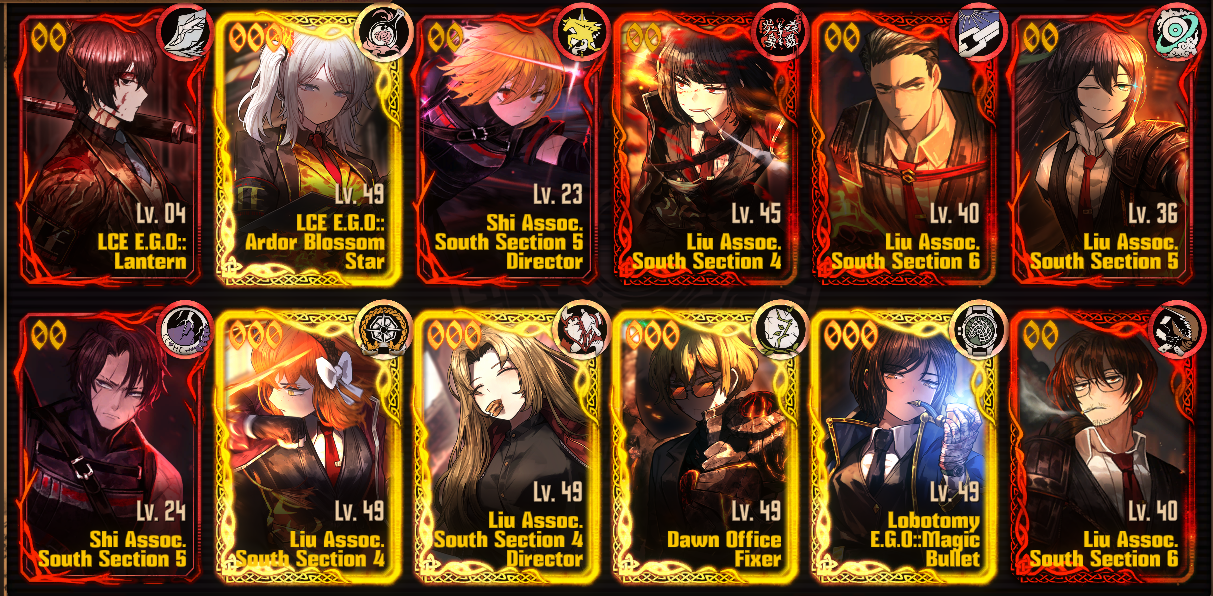 Lv. 04
LCE E.G.O::
Lantern
Lv. 49
LCE E.G.O::
Ardor Blossom
Star
Lv. 23
Shi Assoc.
South Section 5
Director
Lv. 45
Liu Assoc.
South Section 4
Lv. 40
Liu Assoc.
South Section 6
Lv. 36
Liu Assoc.
South Section 5
Lv. 24
Shi Assoc.
South Section 5
Lv. 49
Liu Assoc.
South Section 4
Lv. 49
Liu Assoc.
South Section 4
Director
Lv. 49
Dawn Office
Fixer
Lv. 49
Lobotomy
E.G.O::Magic
Bullet
Lv. 40
Liu Assoc.
South Section 6